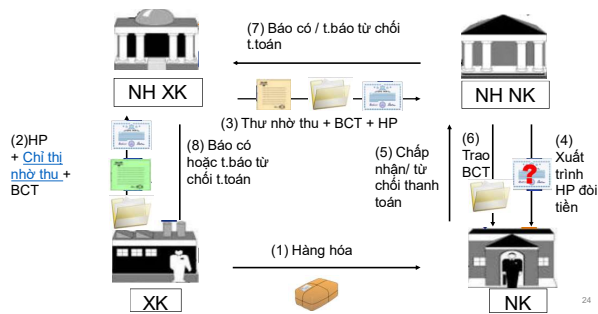 (7) Báo có / t.báo từ chối
t.toán
NH XK
NH NK
(3) Thư nhờ thu + BCT + HP
(2)HP
+ Chỉ thị
nhờ thu +
BCT
(8) Báo có
hoặc t.báo từ
chối t.toán
(5) Chấp
nhận/ từ
chối thanh
toán
(6)
Trao
BCT
(4)
Xuất
trình
HP đòi
tiền
?
(1) Hàng hóa
XK
NK
24